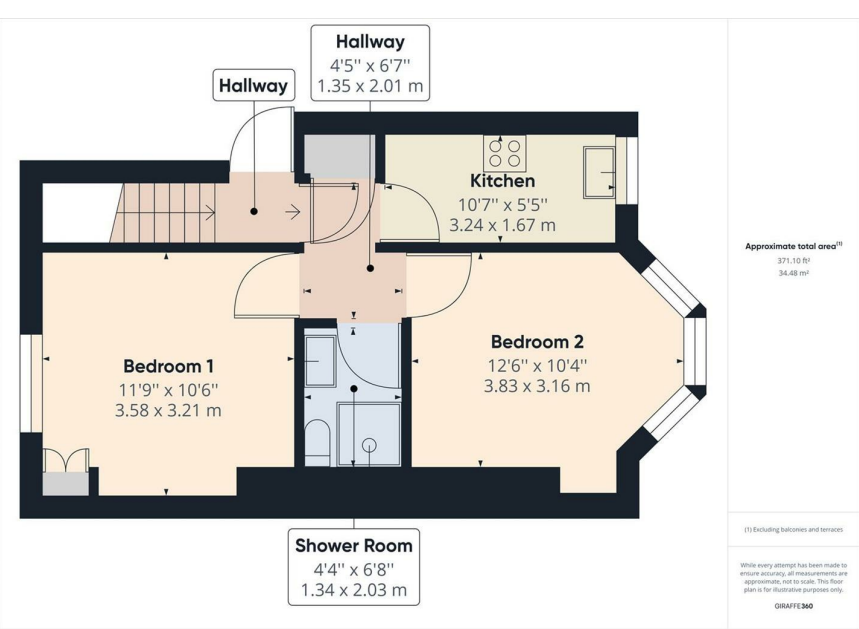 Hallway
4'5'' x 6'7''
1.35 x 2.01 m
Hallway
Kitchen
10'7'' x 5'5''
3.24 x 1.67 m
Bedroom 1
11'9'' x 10'6''
3.58 x 3.21 m
Bedroom 2
12'6'' x 10'4''
3.83 x 3.16 m
Shower Room
4'4'' x 6'8''
1.34 x 2.03 m
Approximate total area(1)
371.10 ft²
34.48 m²
(1) Excluding balconies and terraces
While every attempt has been made to
ensure accuracy, all measurements are
approximate, not to scale. This floor
plan is for illustrative purposes only.
GIRAFFE360